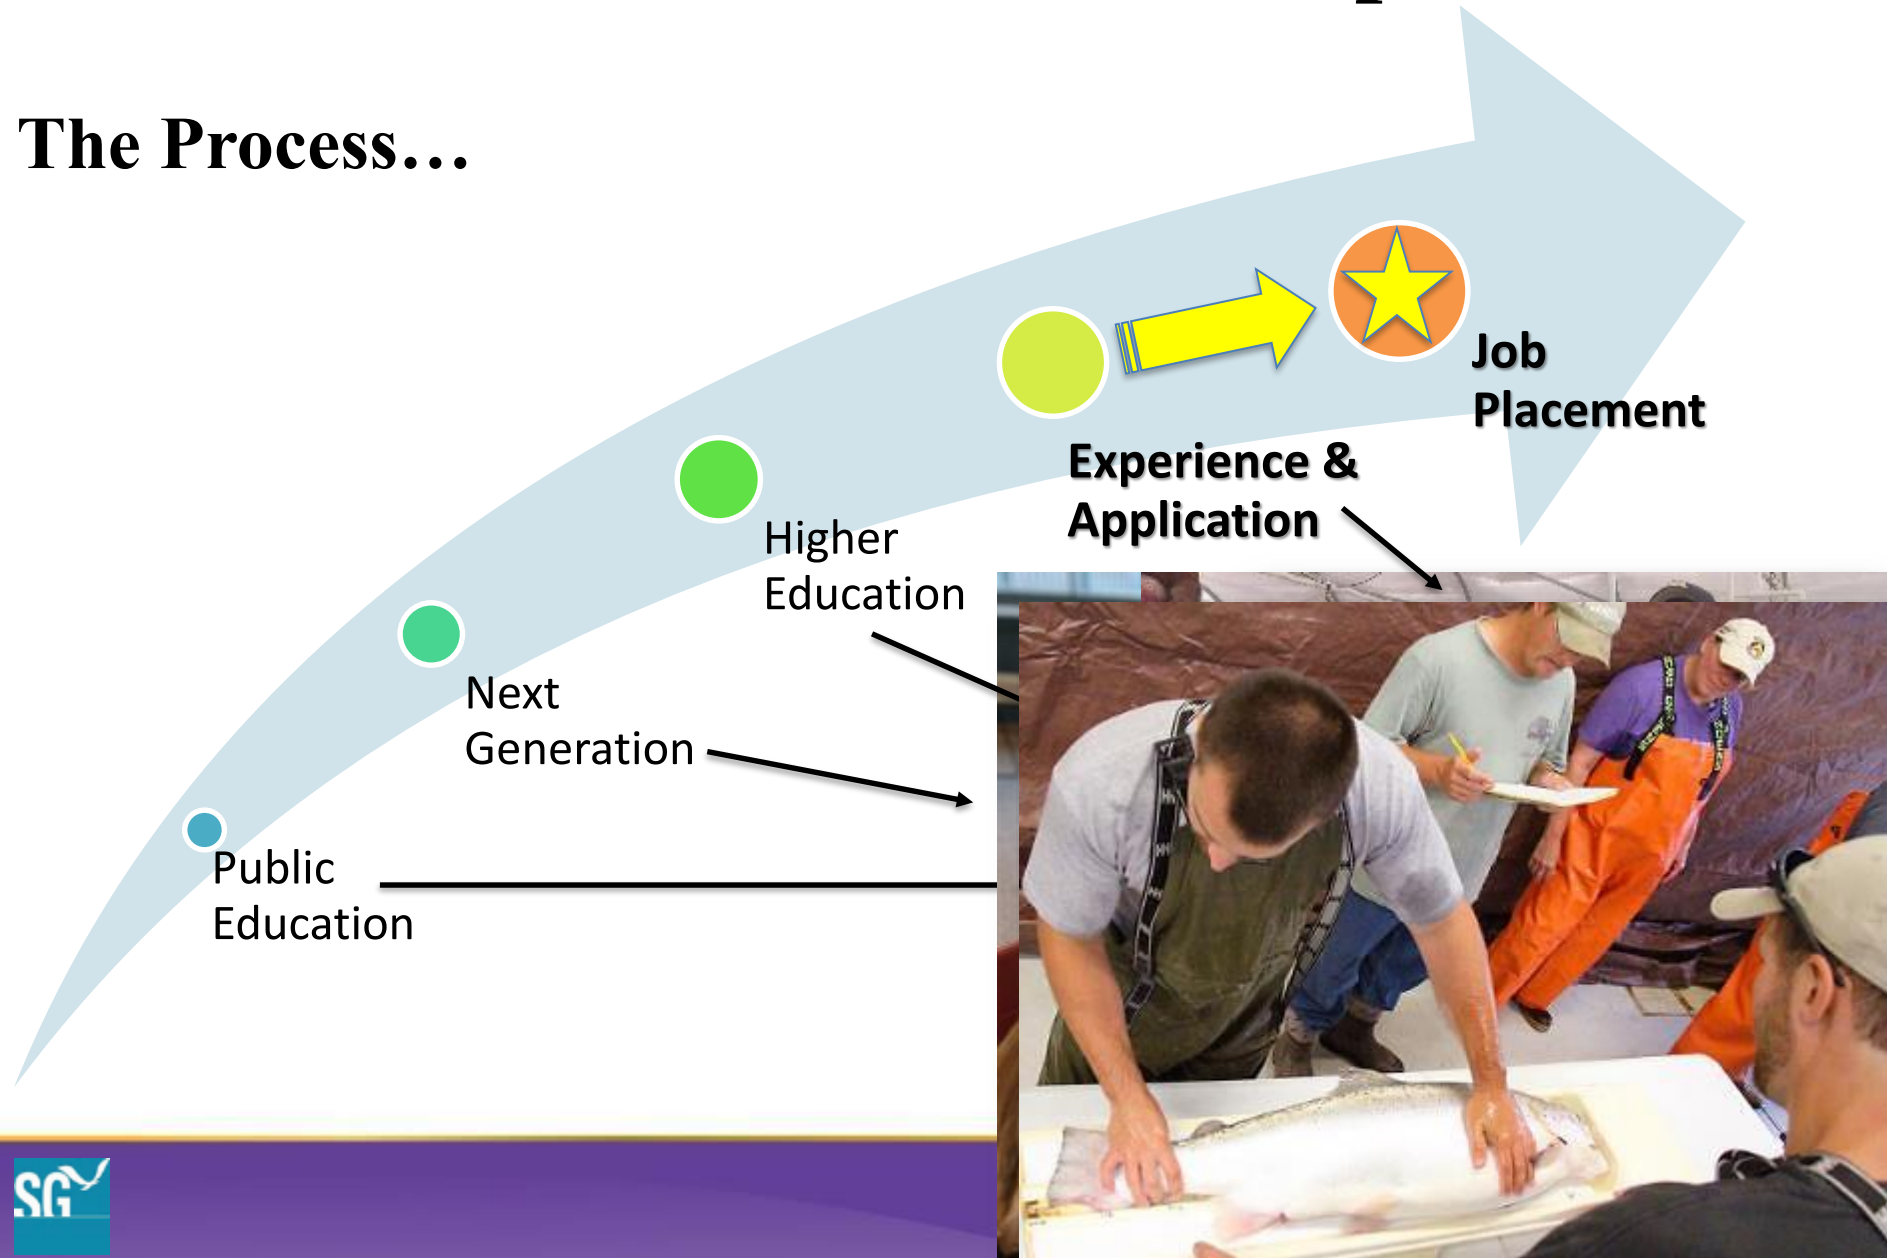 The Process…
Job
Placement
Experience &
Application
Higher
Education
Next
Generation
Public
Education
SG